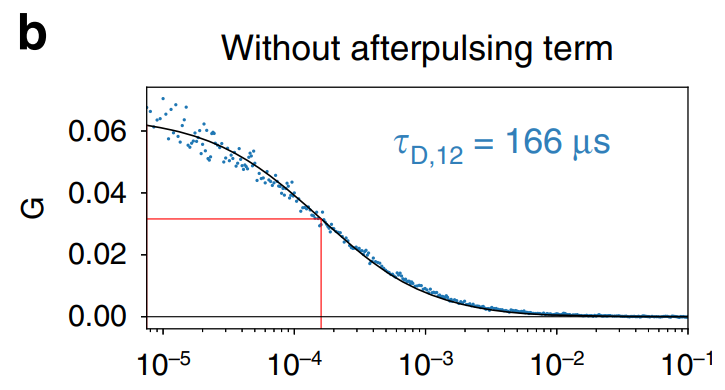 b
Without afterpulsing term
τD,12 = 166 μs
G
0.06
0.04
0.02
0.00
10⁻⁵ 10⁻⁴ 10⁻³ 10⁻² 10⁻¹